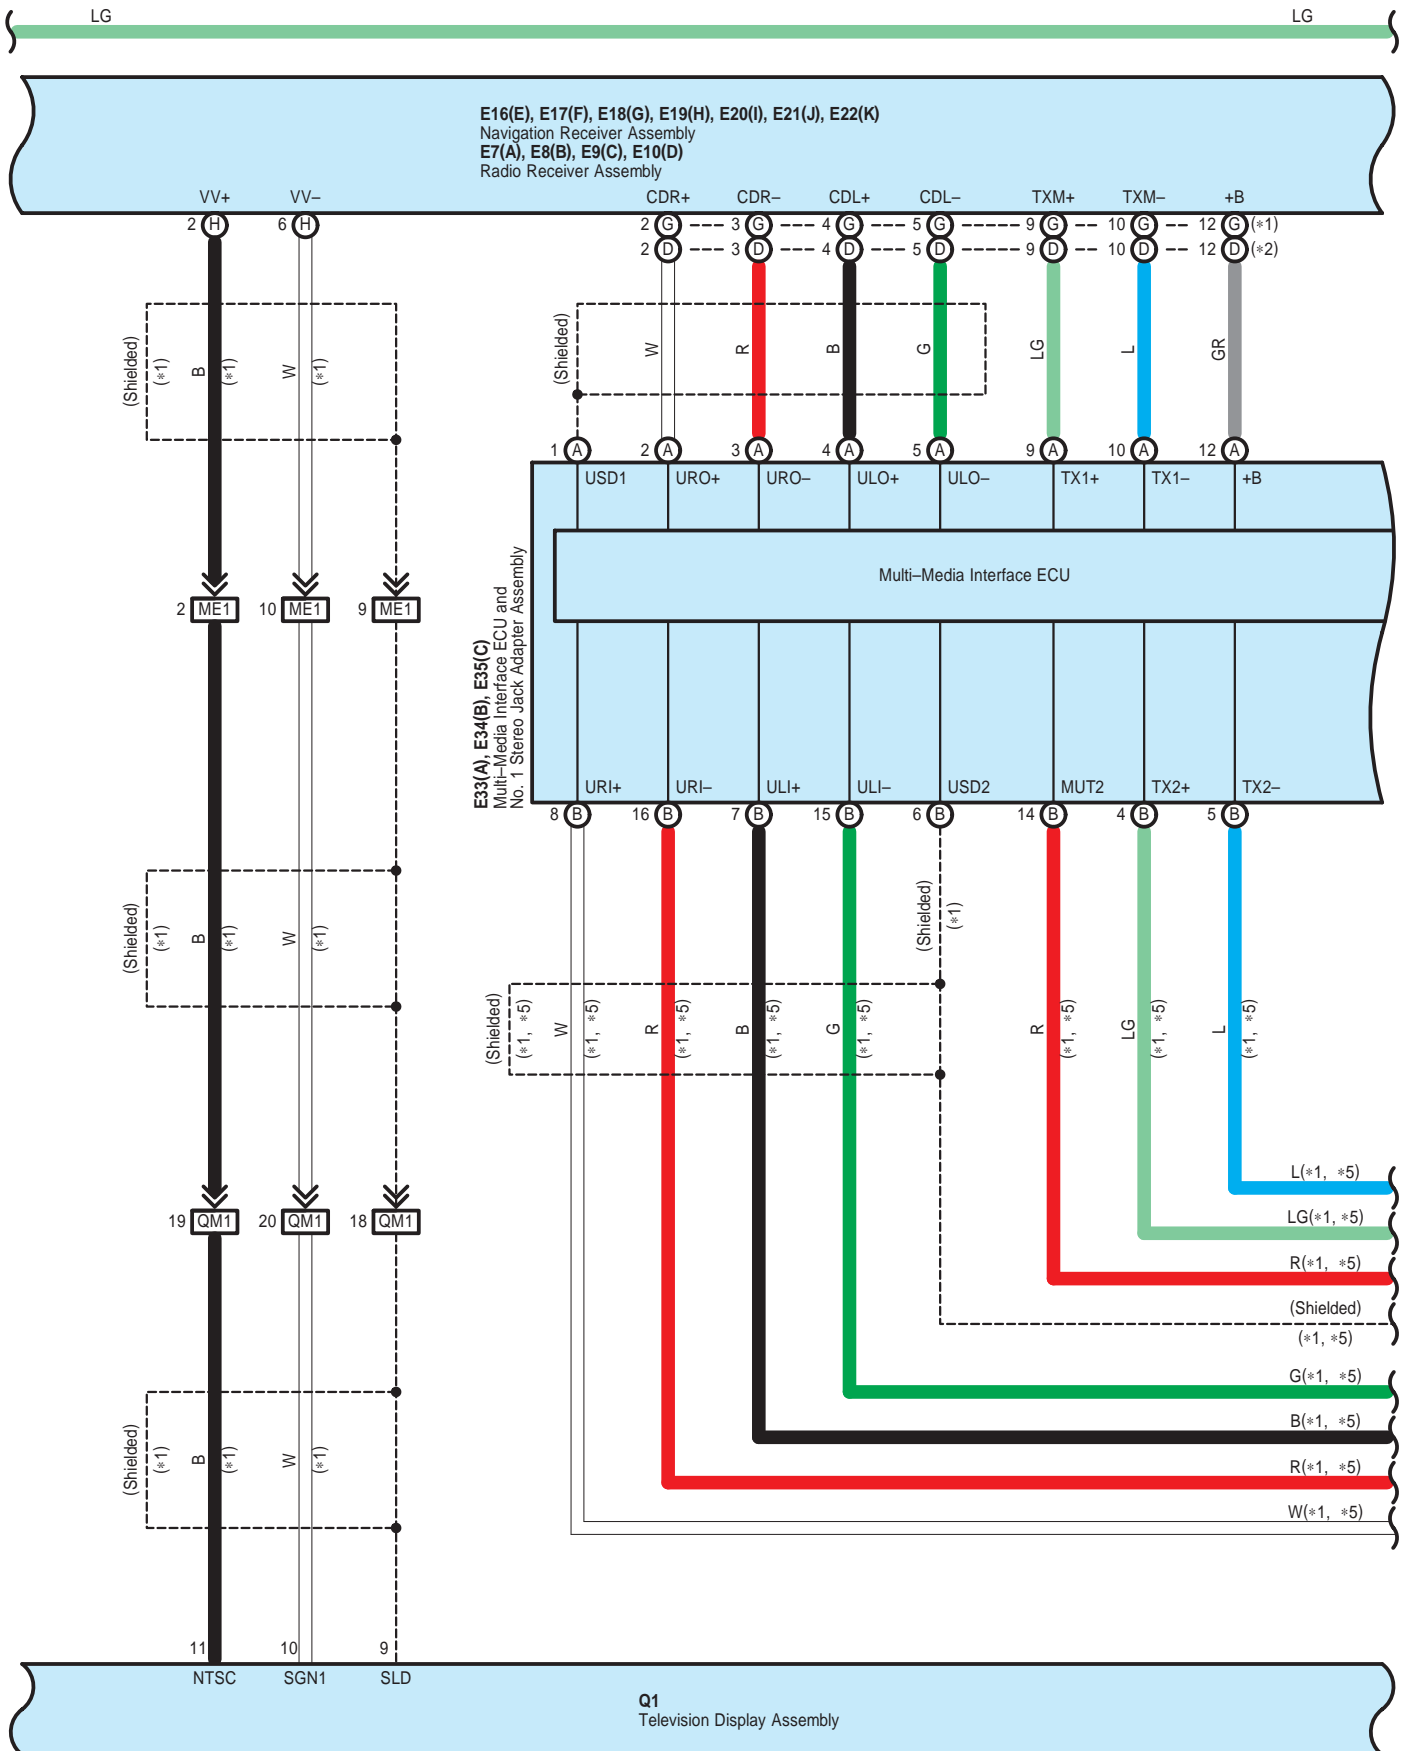 LG LG
E16(E), E17(F), E18(G), E19(H), E20(I), E21(J), E22(K)
Navigation Receiver Assembly
E7(A), E8(B), E9(C), E10(D)
Radio Receiver Assembly
VV+ VV– CDR+ CDR– CDL+ CDL– TXM+ TXM– +B
2 H 6 H 2 G 3 G 4 G 5 G 9 G 10 G 12 G (*1)
2 D 3 D 4 D 5 D 9 D 10 D 12 D (*2)
(Shielded) (*1) B (*1) W (*1)
(Shielded) W R B G LG L GR
1 A 2 A 3 A 4 A 5 A 9 A 10 A 12 A
USD1 URO+ URO– ULO+ ULO– TX1+ TX1– +B
Multi–Media Interface ECU
2 ME1 10 ME1 9 ME1
E33(A), E34(B), E35(C)
Multi–Media Interface ECU and
No. 1 Stereo Jack Adapter Assembly
URI+ URI– ULI+ ULI– USD2 MUT2 TX2+ TX2–
8 B 16 B 7 B 15 B 6 B 14 B 4 B 5 B
(Shielded) (*1) B (*1) W (*1)
(Shielded) (*1)
(Shielded) (*1, *5) W (*1, *5) R (*1, *5) B (*1, *5) G (*1, *5) R (*1, *5) LG (*1, *5) L (*1, *5)
L(*1, *5)
19 QM1 20 QM1 18 QM1
LG(*1, *5)
R(*1, *5)
(Shielded)
(*1, *5)
G(*1, *5)
B(*1, *5)
(Shielded) (*1) B (*1) W (*1)
R(*1, *5)
W(*1, *5)
11 10 9
NTSC SGN1 SLD
Q1
Television Display Assembly